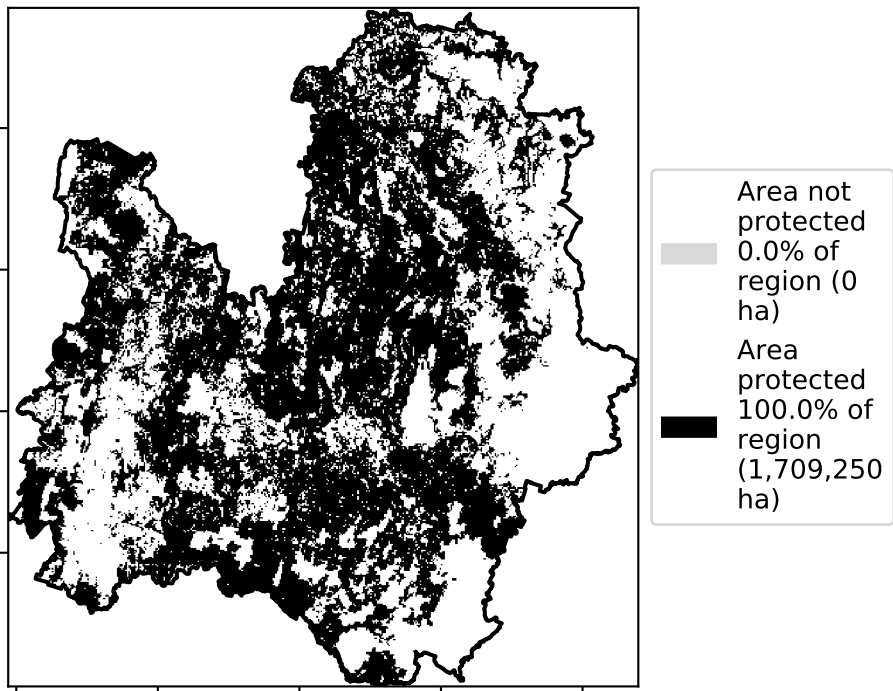 Area not
protected
0.0% of
region (0
ha)
Area
protected
100.0% of
region
(1,709,250
ha)